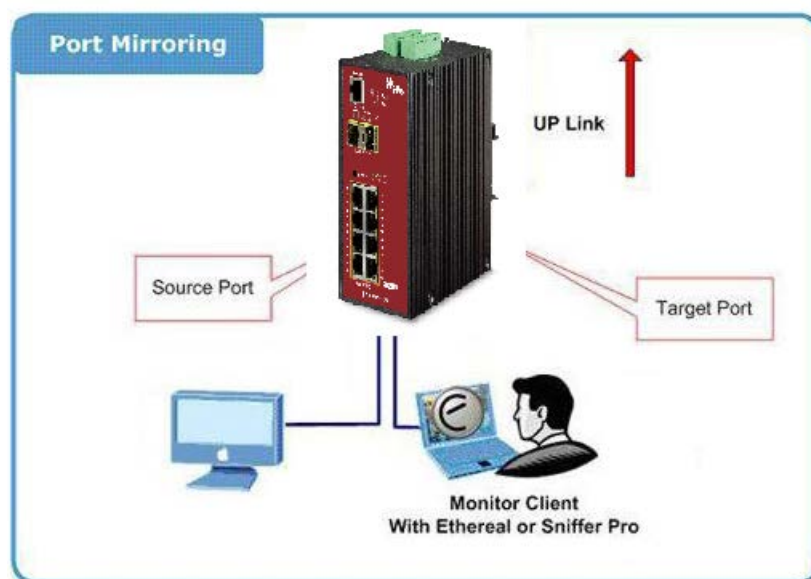 Port Mirroring
UP Link
Source Port
Target Port
Monitor Client
With Ethereal or Sniffer Pro